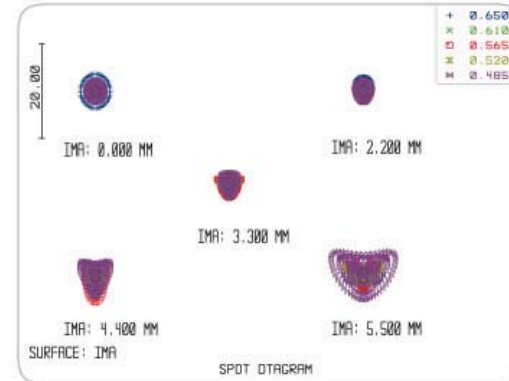 + 0.650
× 0.610
0.565
0.520
0.485
20.00
IMA: 0.000 MM
IMA: 2.200 MM
IMA: 3.300 MM
IMA: 4.400 MM
IMA: 5.500 MM
SURFACE: IMA
SPOT DTAGRAM